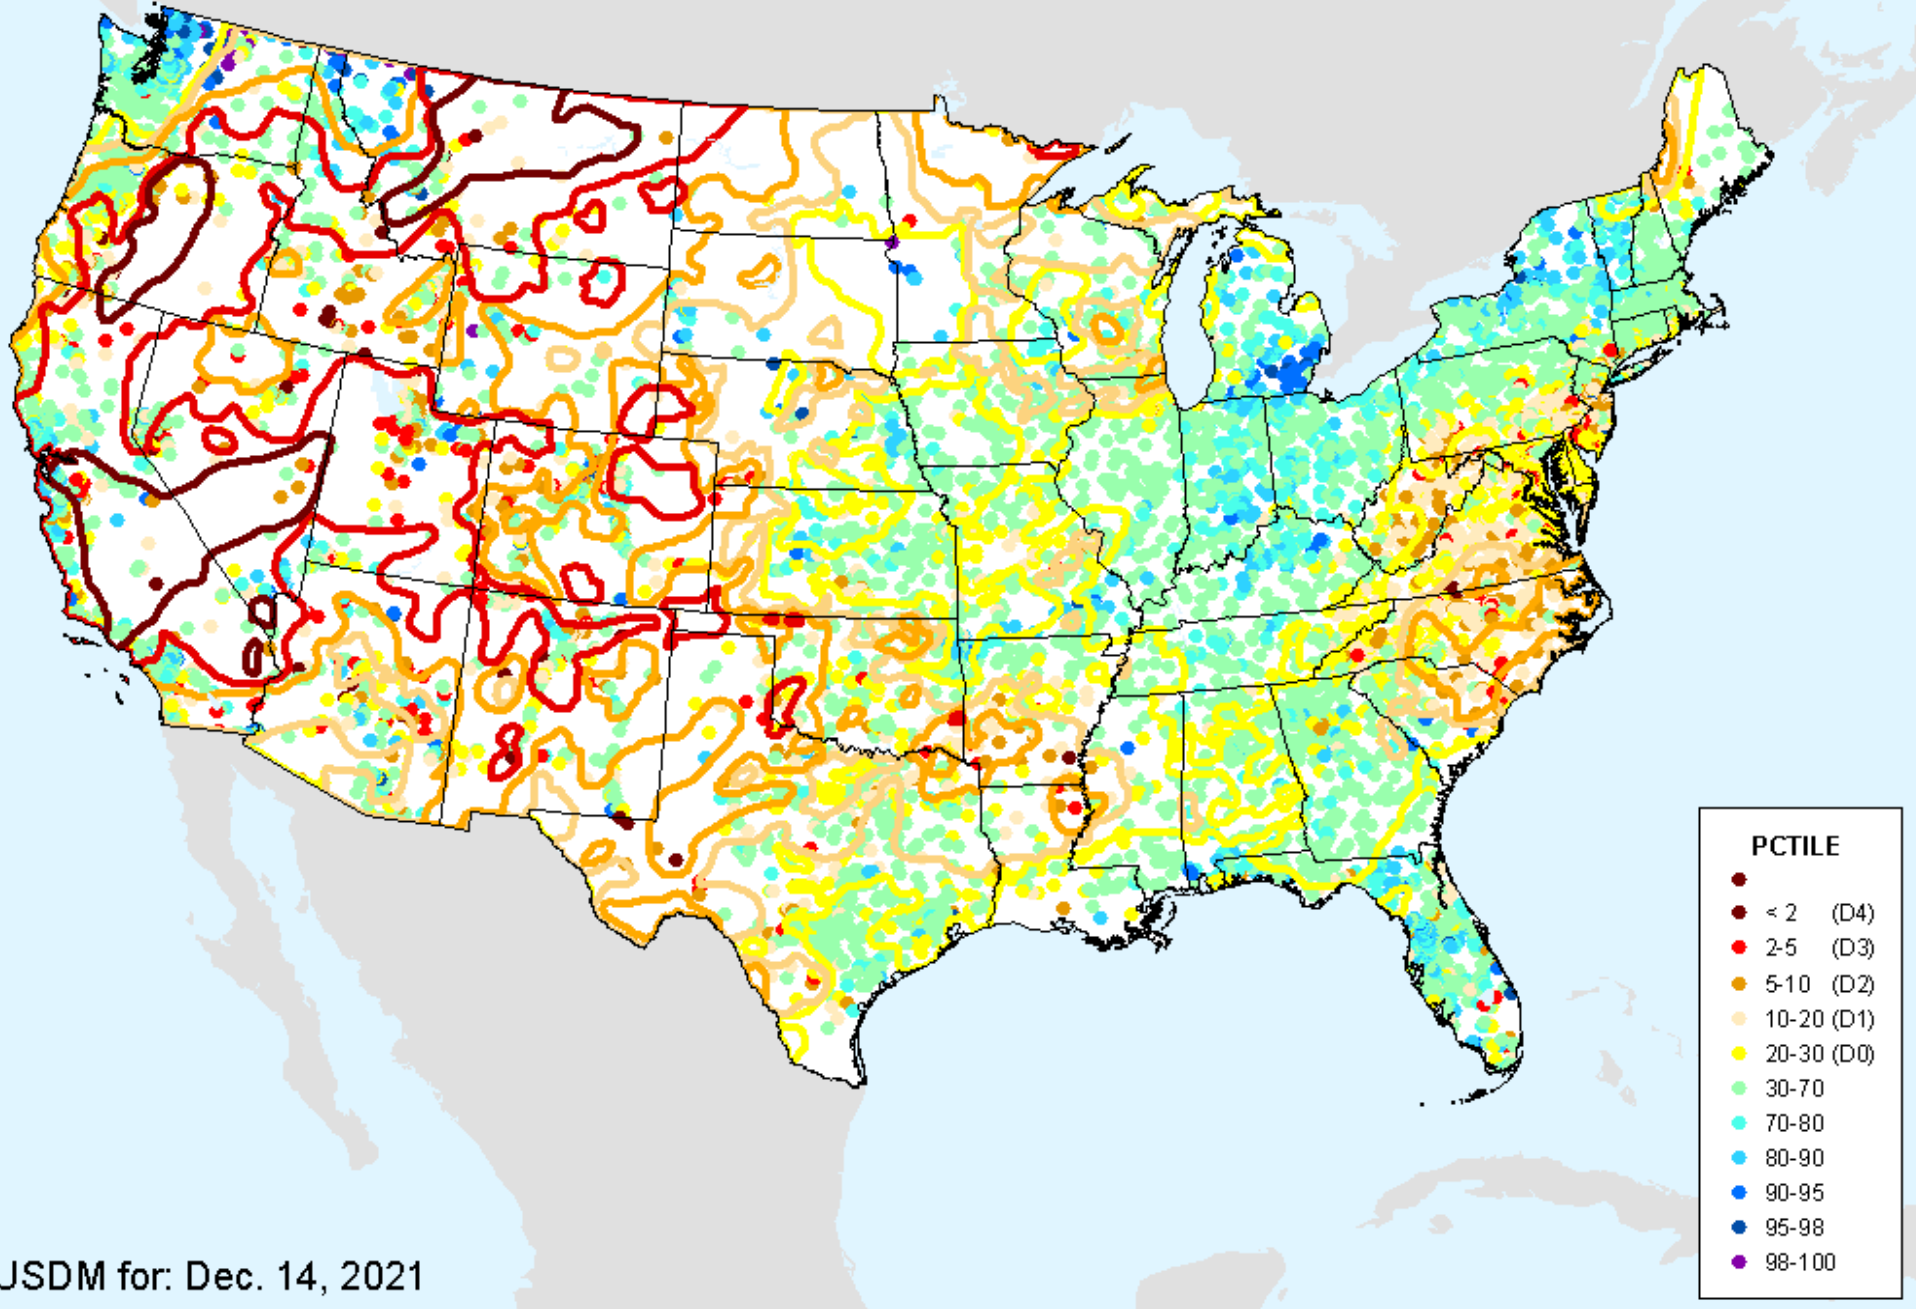 PCTILE
< 2 (D4)
2-5 (D3)
5-10 (D2)
10-20 (D1)
20-30 (D0)
30-70
70-80
80-90
90-95
95-98
98-100
USDM for: Dec. 14, 2021